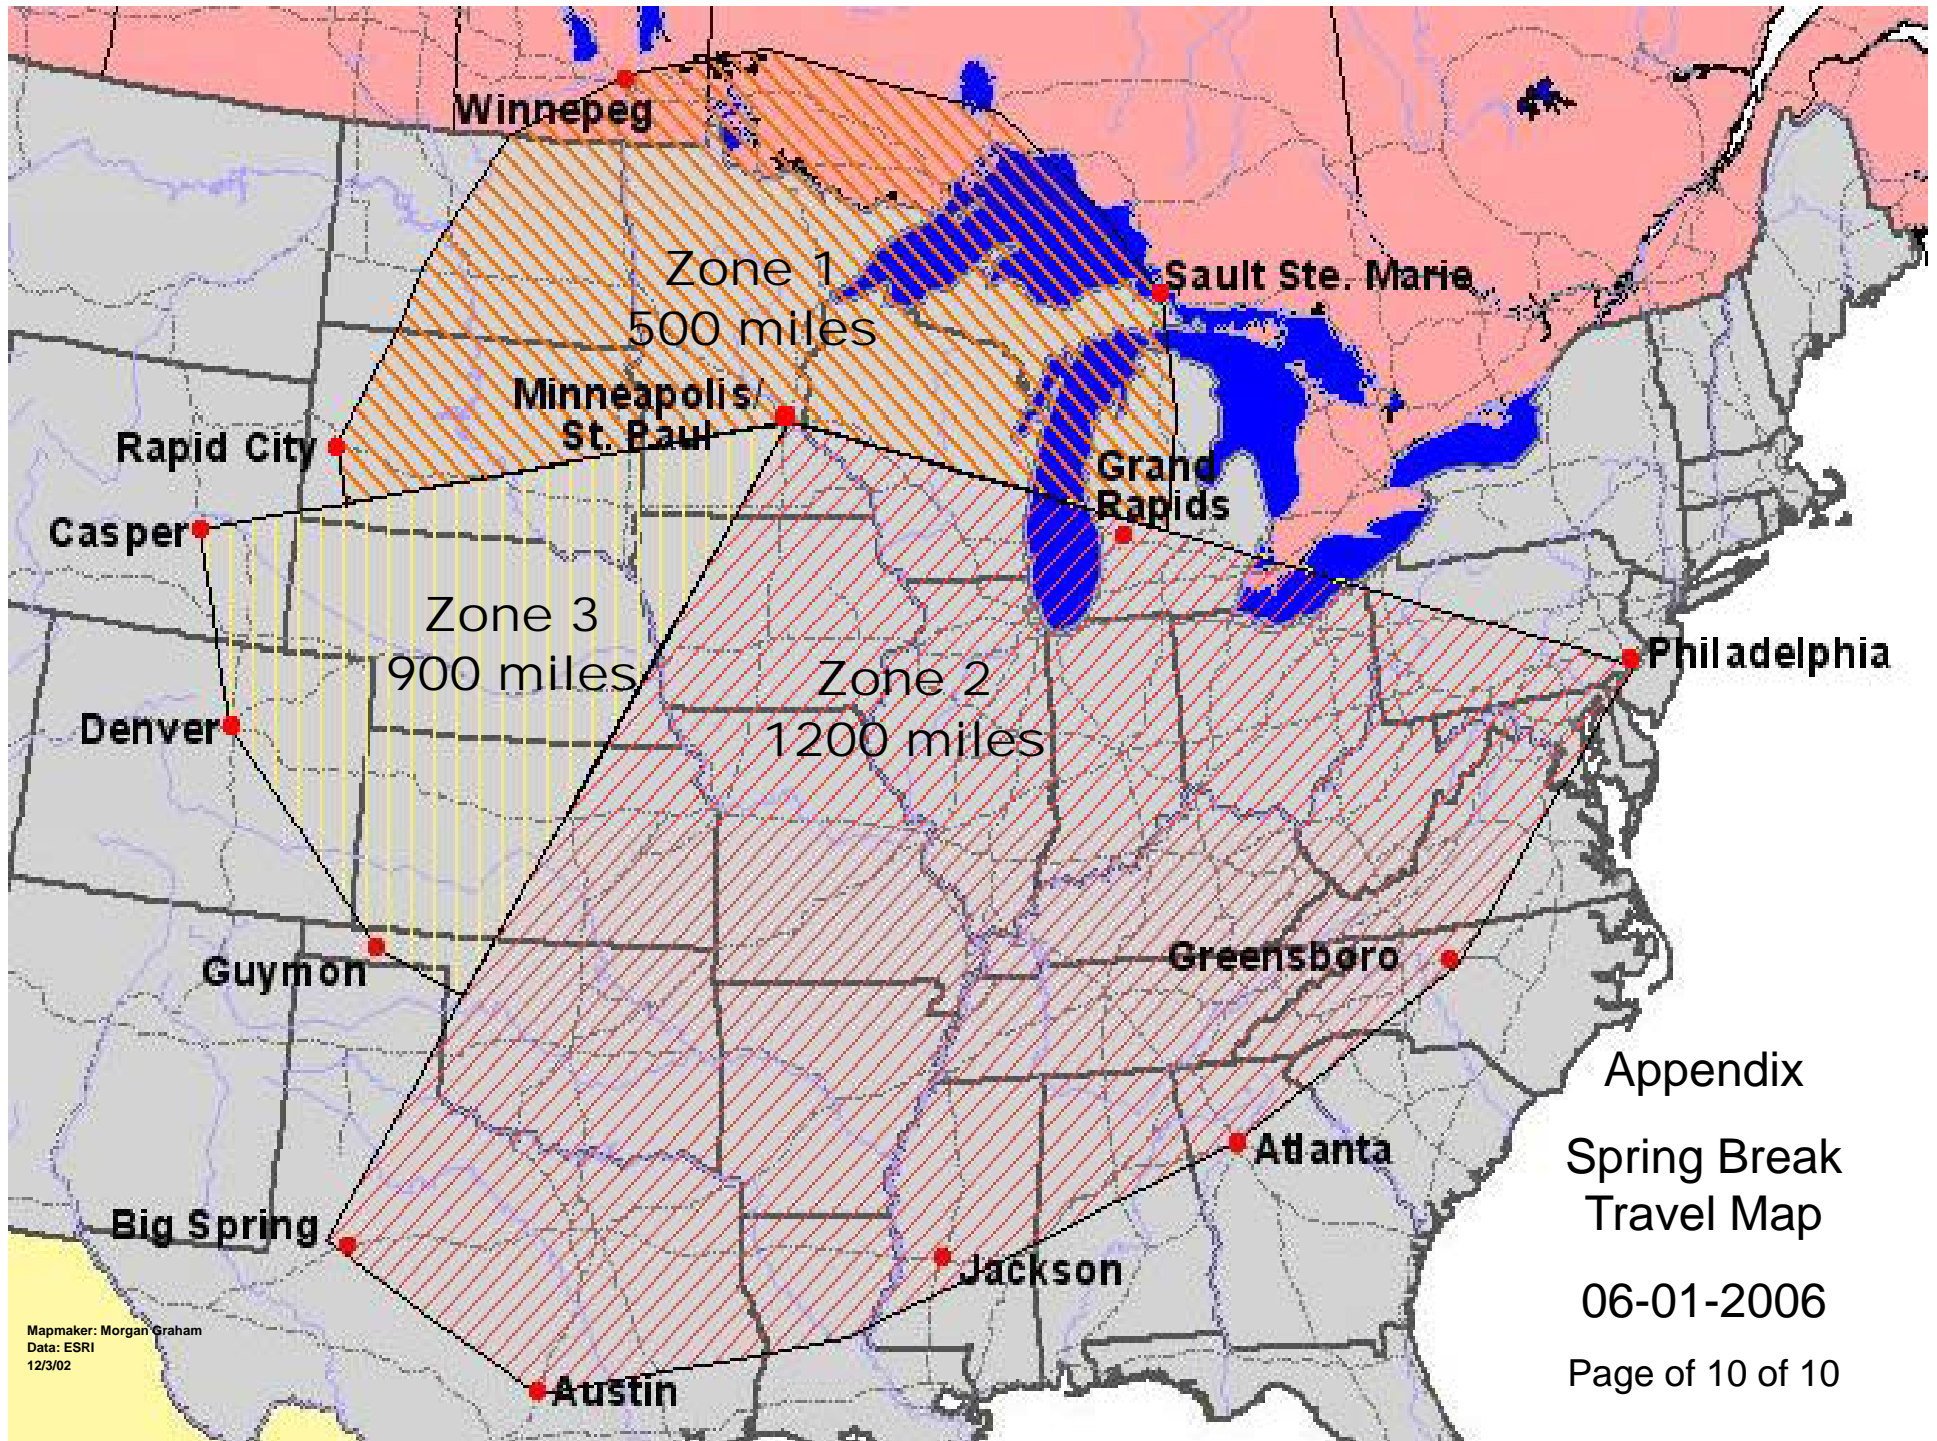 Winnepeg
Zone 1
500 miles
Sault Ste. Marie
Minneapolis/
St. Paul
Rapid City
Grand
Rapids
Casper
Zone 3
900 miles
Zone 2
1200 miles
Philadelphia
Denver
Guymon
Greensboro
Atlanta
Big Spring
Jackson
Austin
Appendix
Spring Break
Travel Map
06-01-2006
Page of 10 of 10
Mapmaker: Morgan Graham
Data: ESRI
12/3/02